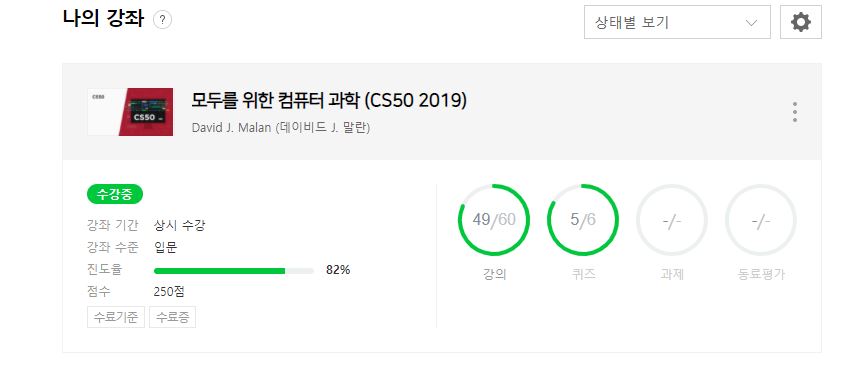 나의 강좌 ?
상태별 보기
CS50
CS50
모두를 위한 컴퓨터 과학 (CS50 2019)
David J. Malan (데이비드 J. 말란)
수강중
강좌 기간 상시 수강
강좌 수준 입문
진도율 82%
점수 250점
수료기준 수료증
49/60 5/6 -/- -/-
강의 퀴즈 과제 동료평가